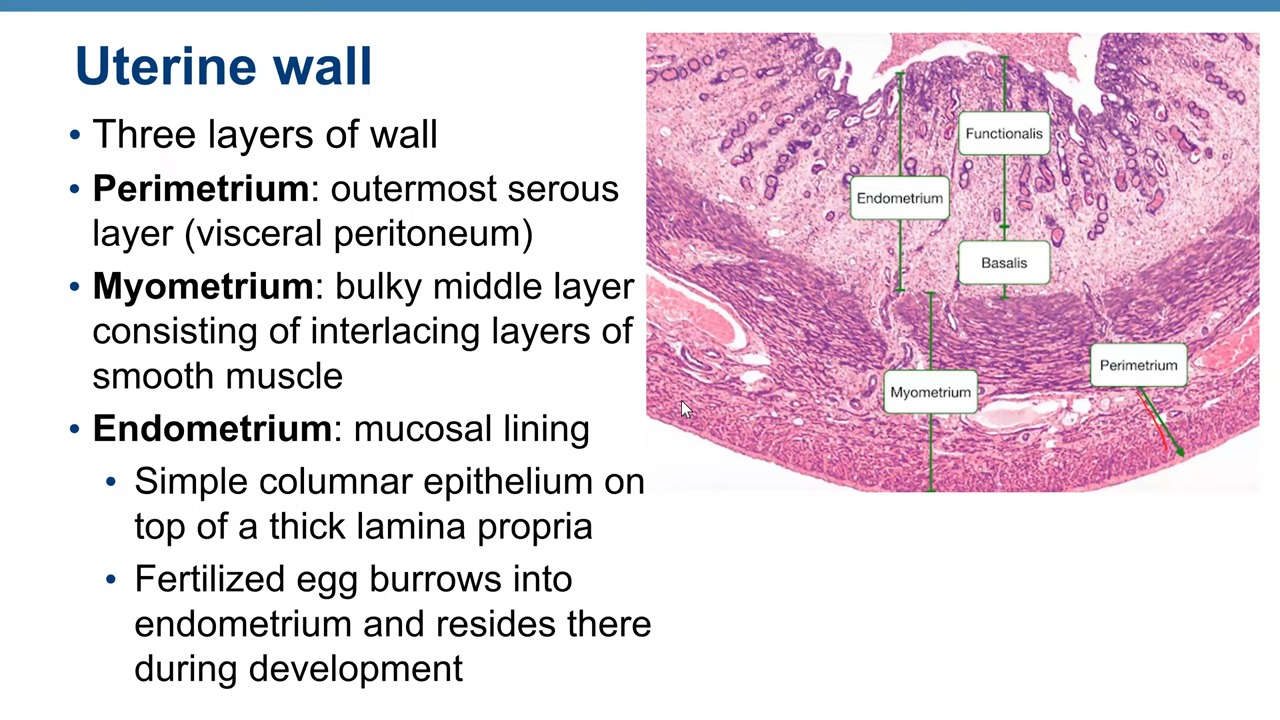 Uterine wall
• Three layers of wall
• Perimetrium: outermost serous
layer (visceral peritoneum)
• Myometrium: bulky middle layer
consisting of interlacing layers of
smooth muscle
• Endometrium: mucosal lining
• Simple columnar epithelium on
top of a thick lamina propria
• Fertilized egg burrows into
endometrium and resides there
during development
Functionalis
Endometrium
Basalis
Perimetrium
Myometrium